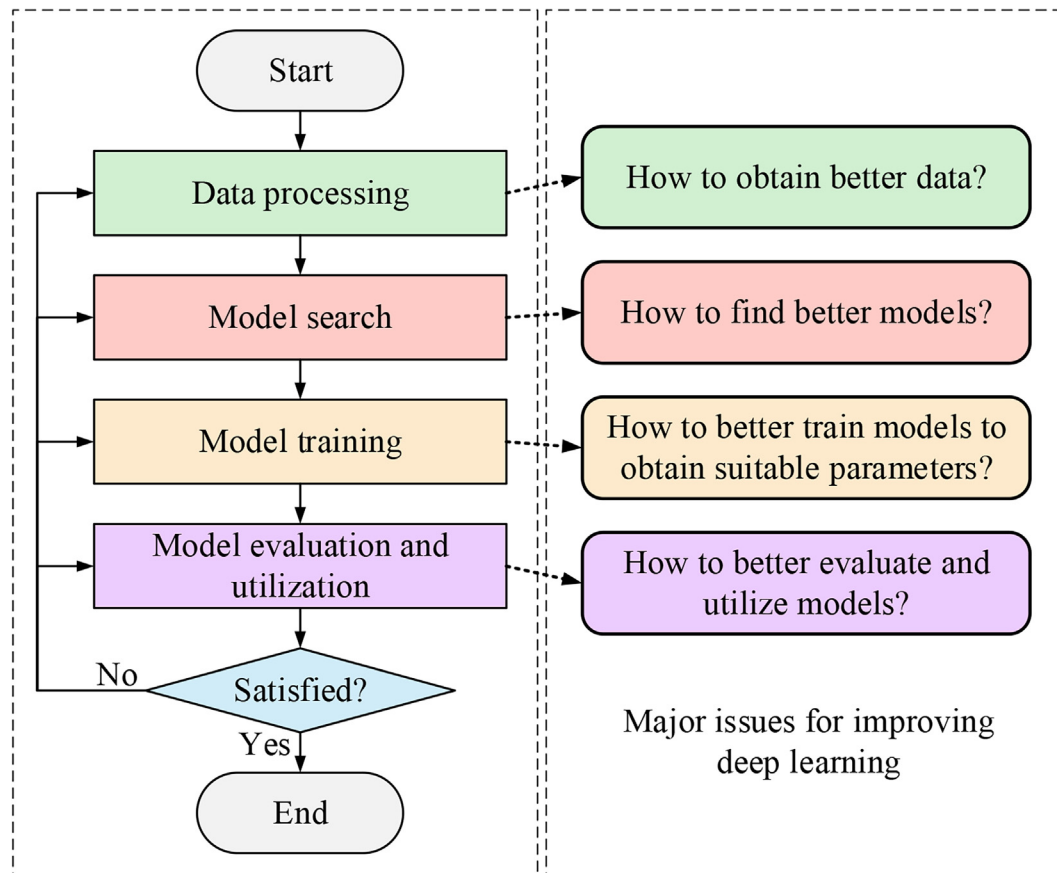 Start
Data processing
Model search
Model training
Model evaluation and
utilization
No
Satisfied?
Yes
End
How to obtain better data?
How to find better models?
How to better train models to
obtain suitable parameters?
How to better evaluate and
utilize models?
Major issues for improving
deep learning